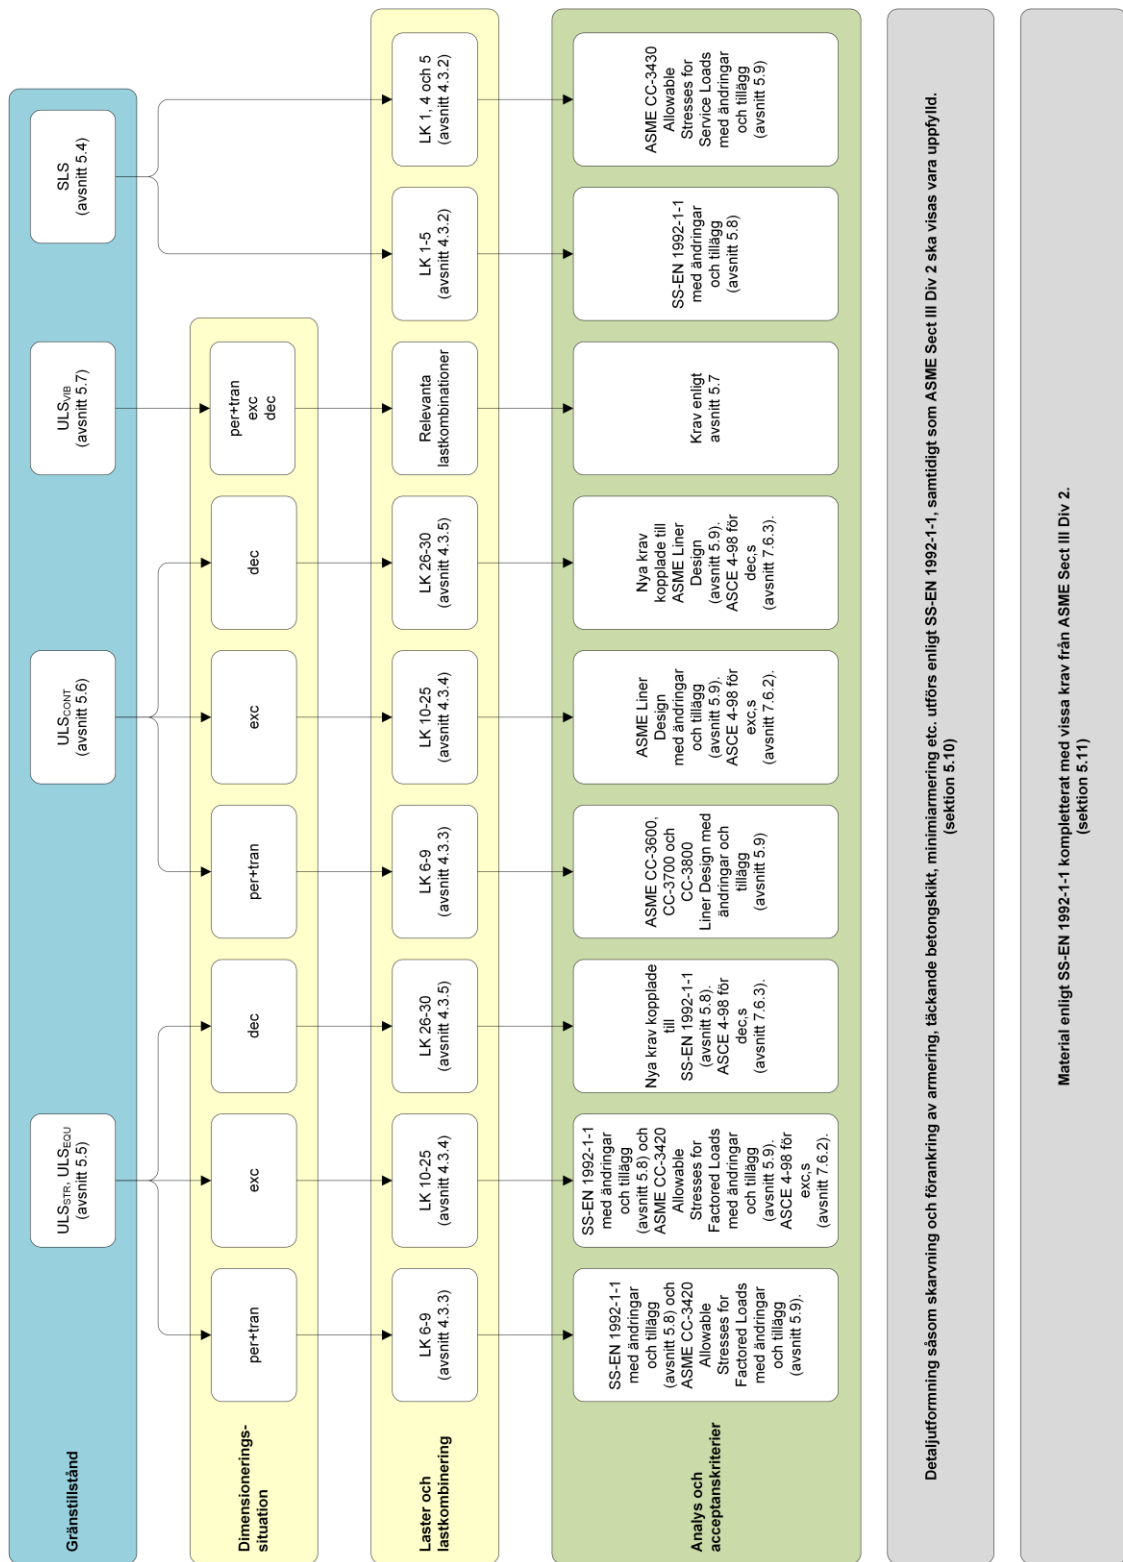 Gränstillstånd
ULSSTR, ULSEQU
(avsnitt 5.5)
ULSCONT
(avsnitt 5.6)
ULSVIB
(avsnitt 5.7)
SLS
(avsnitt 5.4)
Dimensionerings-
situation
per+tran
exc
dec
per+tran
exc
dec
per+tran
exc
dec
Laster och
lastkombinering
LK 6-9
(avsnitt 4.3.3)
LK 10-25
(avsnitt 4.3.4)
LK 26-30
(avsnitt 4.3.5)
LK 6-9
(avsnitt 4.3.3)
LK 10-25
(avsnitt 4.3.4)
LK 26-30
(avsnitt 4.3.5)
Relevanta
lastkombinationer
LK 1-5
(avsnitt 4.3.2)
LK 1, 4 och 5
(avsnitt 4.3.2)
Analys och
acceptanskriterier
SS-EN 1992-1-1
med ändringar
och tillägg
(avsnitt 5.8) och
ASME CC-3420
Allowable
Stresses for
Factored Loads
med ändringar
och tillägg
(avsnitt 5.9).
SS-EN 1992-1-1
med ändringar
och tillägg
(avsnitt 5.8) och
ASME CC-3420
Allowable
Stresses for
Factored Loads
med ändringar
och tillägg
(avsnitt 5.9).
ASCE 4-98 för
exc,s
(avsnitt 7.6.2).
Nya krav kopplade
till
SS-EN 1992-1-1
(avsnitt 5.8).
ASCE 4-98 för
dec,s
(avsnitt 7.6.3).
ASME CC-3600,
CC-3700 och
CC-3800
Liner Design med
ändringar och
tillägg
(avsnitt 5.9)
ASME Liner
Design
med ändringar
och tillägg
(avsnitt 5.9).
ASCE 4-98 för
exc,s
(avsnitt 7.6.2).
Nya krav
kopplade till
ASME Liner
Design
(avsnitt 5.9).
ASCE 4-98 för
dec,s
(avsnitt 7.6.3).
Krav enligt
avsnitt 5.7
SS-EN 1992-1-1
med ändringar
och tillägg
(avsnitt 5.8)
ASME CC-3430
Allowable
Stresses for
Service Loads
med ändringar
och tillägg
(avsnitt 5.9)
Detaljutformning såsom skarvning och förankring av armering, täckande betongskikt, minimiarmering etc. utförs enligt SS-EN 1992-1-1, samtidigt som ASME Sect III Div 2 ska visas vara uppfylld.
(sektion 5.10)
Material enligt SS-EN 1992-1-1 kompletterat med vissa krav från ASME Sect III Div 2.
(sektion 5.11)